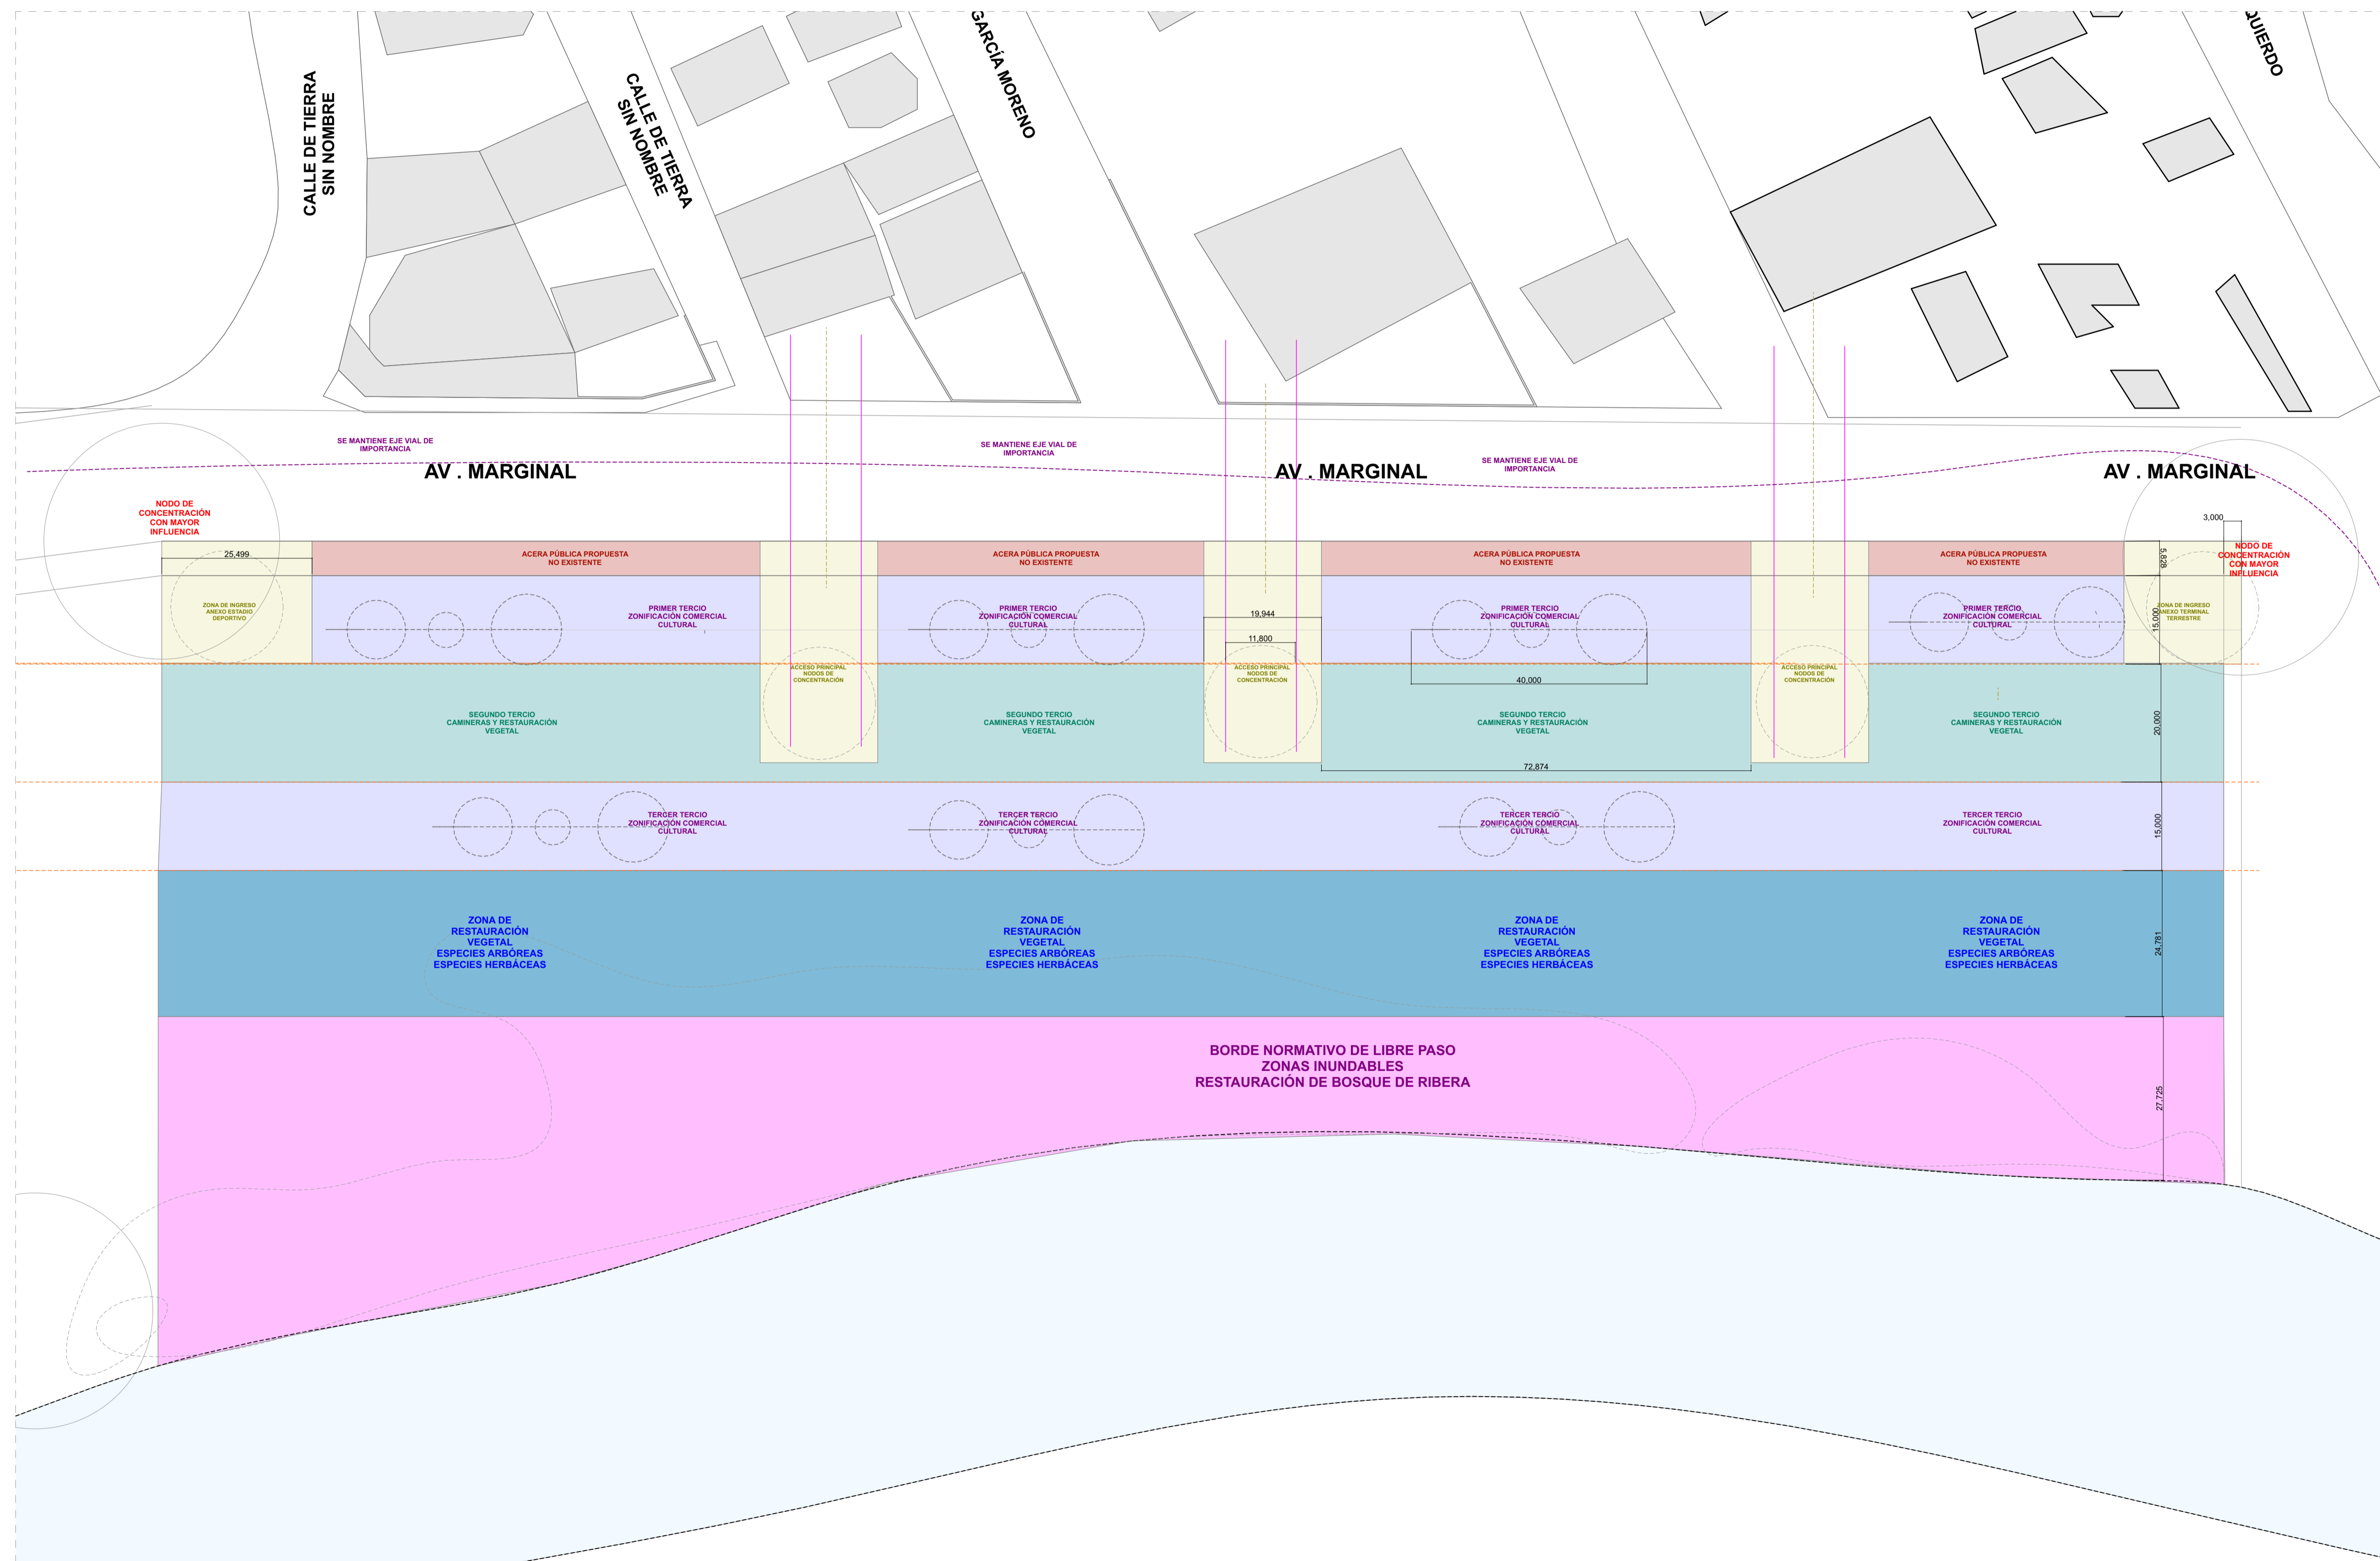 CALLE DE TIERRA
SIN NOMBRE
CALLE DE TIERRA
SIN NOMBRE
GARCÍA MORENO
QUIERDO
SE MANTIENE EJE VIAL DE
IMPORTANCIA
SE MANTIENE EJE VIAL DE
IMPORTANCIA
SE MANTIENE EJE VIAL DE
IMPORTANCIA
AV . MARGINAL
AV . MARGINAL
AV . MARGINAL
NODO DE
CONCENTRACIÓN
CON MAYOR
INFLUENCIA
3,000
NODO DE
CONCENTRACIÓN
CON MAYOR
INFLUENCIA
25,499
ACERA PÚBLICA PROPUESTA
NO EXISTENTE
ACERA PÚBLICA PROPUESTA
NO EXISTENTE
ACERA PÚBLICA PROPUESTA
NO EXISTENTE
ACERA PÚBLICA PROPUESTA
NO EXISTENTE
5,828
ZONA DE INGRESO
ANEXO ESTADIO
DEPORTIVO
PRIMER TERCIO
ZONIFICACIÓN COMERCIAL
CULTURAL
PRIMER TERCIO
ZONIFICACIÓN COMERCIAL
CULTURAL
19,944
11,800
PRIMER TERCIO
ZONIFICACIÓN COMERCIAL
CULTURAL
PRIMER TERCIO
ZONIFICACIÓN COMERCIAL
CULTURAL
15,000
ZONA DE INGRESO
ANEXO TERMINAL
TERRESTRE
ACCESO PRINCIPAL
NODOS DE
CONCENTRACIÓN
ACCESO PRINCIPAL
NODOS DE
CONCENTRACIÓN
40,000
ACCESO PRINCIPAL
NODOS DE
CONCENTRACIÓN
SEGUNDO TERCIO
CAMINERAS Y RESTAURACIÓN
VEGETAL
SEGUNDO TERCIO
CAMINERAS Y RESTAURACIÓN
VEGETAL
SEGUNDO TERCIO
CAMINERAS Y RESTAURACIÓN
VEGETAL
SEGUNDO TERCIO
CAMINERAS Y RESTAURACIÓN
VEGETAL
20,000
72,874
TERCER TERCIO
ZONIFICACIÓN COMERCIAL
CULTURAL
TERCER TERCIO
ZONIFICACIÓN COMERCIAL
CULTURAL
TERCER TERCIO
ZONIFICACIÓN COMERCIAL
CULTURAL
TERCER TERCIO
ZONIFICACIÓN COMERCIAL
CULTURAL
15,000
ZONA DE
RESTAURACIÓN
VEGETAL
ESPECIES ARBÓREAS
ESPECIES HERBÁCEAS
ZONA DE
RESTAURACIÓN
VEGETAL
ESPECIES ARBÓREAS
ESPECIES HERBÁCEAS
ZONA DE
RESTAURACIÓN
VEGETAL
ESPECIES ARBÓREAS
ESPECIES HERBÁCEAS
ZONA DE
RESTAURACIÓN
VEGETAL
ESPECIES ARBÓREAS
ESPECIES HERBÁCEAS
24,781
BORDE NORMATIVO DE LIBRE PASO
ZONAS INUNDABLES
RESTAURACIÓN DE BOSQUE DE RIBERA
27,725